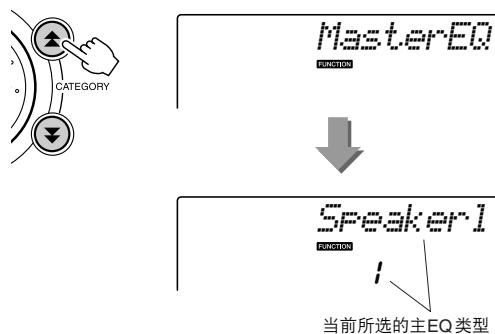 MasterEQ
FUNCTION
CATEGORY
Speaker1
FUNCTION
1
当前所选的主EQ类型